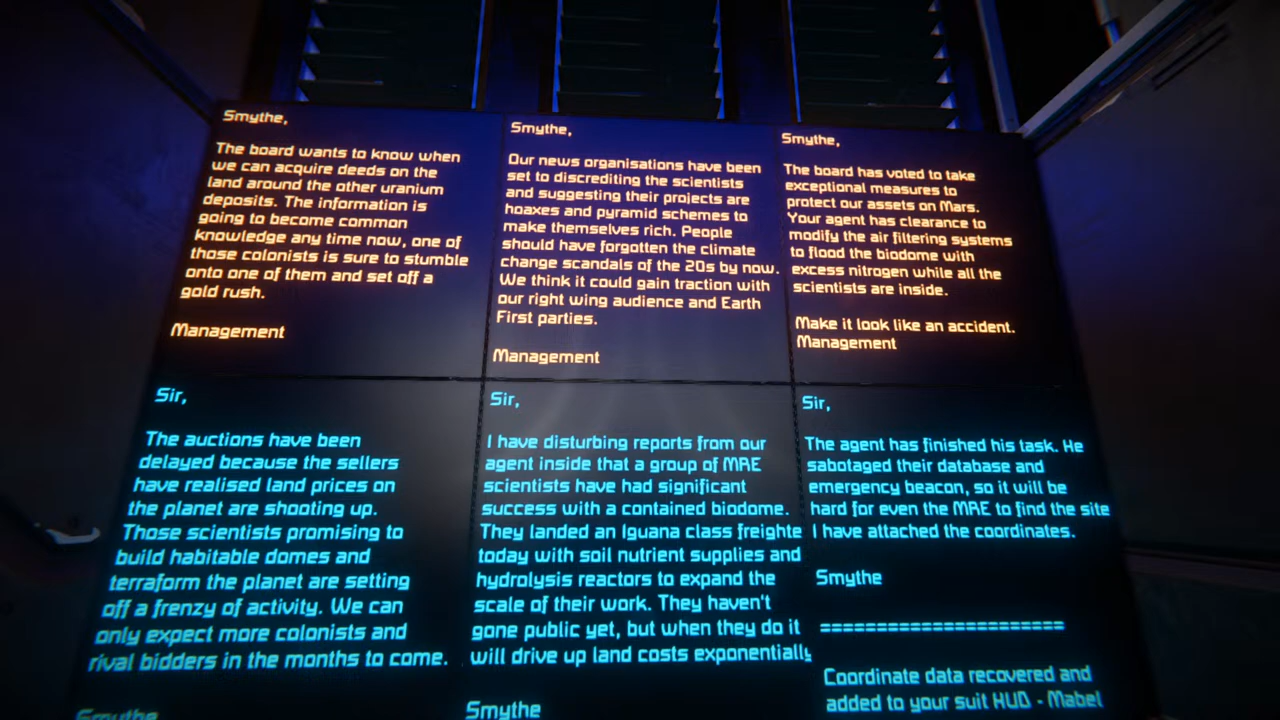 Smythe,
The board wants to know when
we can acquire deeds on the
land around the other uranium
deposits. The information is
going to become common
knowledge any time now, one of
those colonists is sure to stumble
onto one of them and set off a
gold rush.
Management
Smythe,
Our news organisations have been
set to discrediting the scientists
and suggesting their projects are
hoaxes and pyramid schemes to
make themselves rich. People
should have forgotten the climate
change scandals of the 20s by now.
We think it could gain traction with
our right wing audience and Earth
First parties.
Management
Smythe,
The board has voted to take
exceptional measures to
protect our assets on Mars.
Your agent has clearance to
modify the air filtering systems
to flood the biodome with
excess nitrogen while all the
scientists are inside.
Make it look like an accident.
Management
Sir,
The auctions have been
delayed because the sellers
have realised land prices on
the planet are shooting up.
Those scientists promising to
build habitable domes and
terraform the planet are setting
off a frenzy of activity. We can
only expect more colonists and
rival bidders in the months to come.
Smythe
Sir,
I have disturbing reports from our
agent inside that a group of MRE
scientists have had significant
success with a contained biodome.
They landed an Iguana class freighte
today with soil nutrient supplies and
hydrolysis reactors to expand the
scale of their work. They haven't
gone public yet, but when they do it
will drive up land costs exponentially
Smythe
Sir,
The agent has finished his task. He
sabotaged their database and
emergency beacon, so it will be
hard for even the MRE to find the site
I have attached the coordinates.
Smythe
======================
Coordinate data recovered and
added to your suit HUD - Mabel